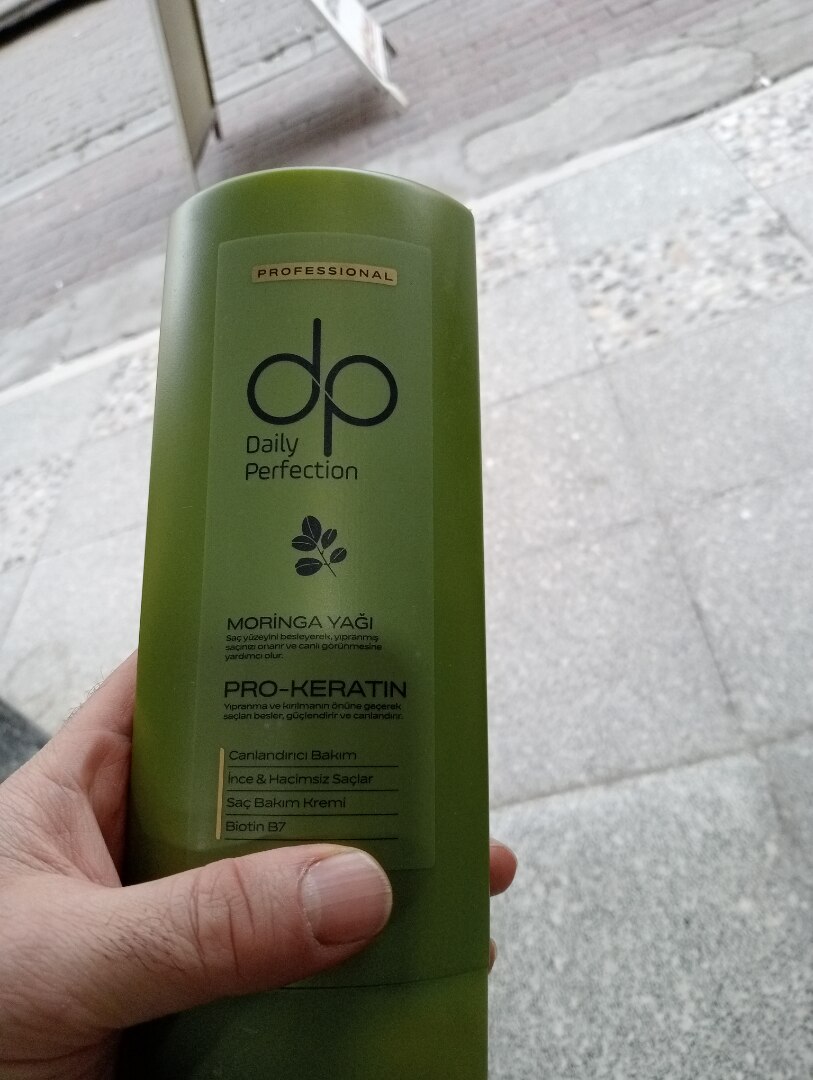 PROFESSIONAL
dp
Daily
Perfection
MORİNGA YAĞI
Saç yüzeyini besleyerek, yıpranmış
saçınızı onarır ve canlı görünmesine
yardımcı olur.
PRO-KERATIN
Yıpranma ve kırılmanın önüne geçerek
saçları besler, güçlendirir ve canlandırır.
Canlandırıcı Bakım
İnce & Hacimsiz Saçlar
Saç Bakım Kremi
Biotin B7